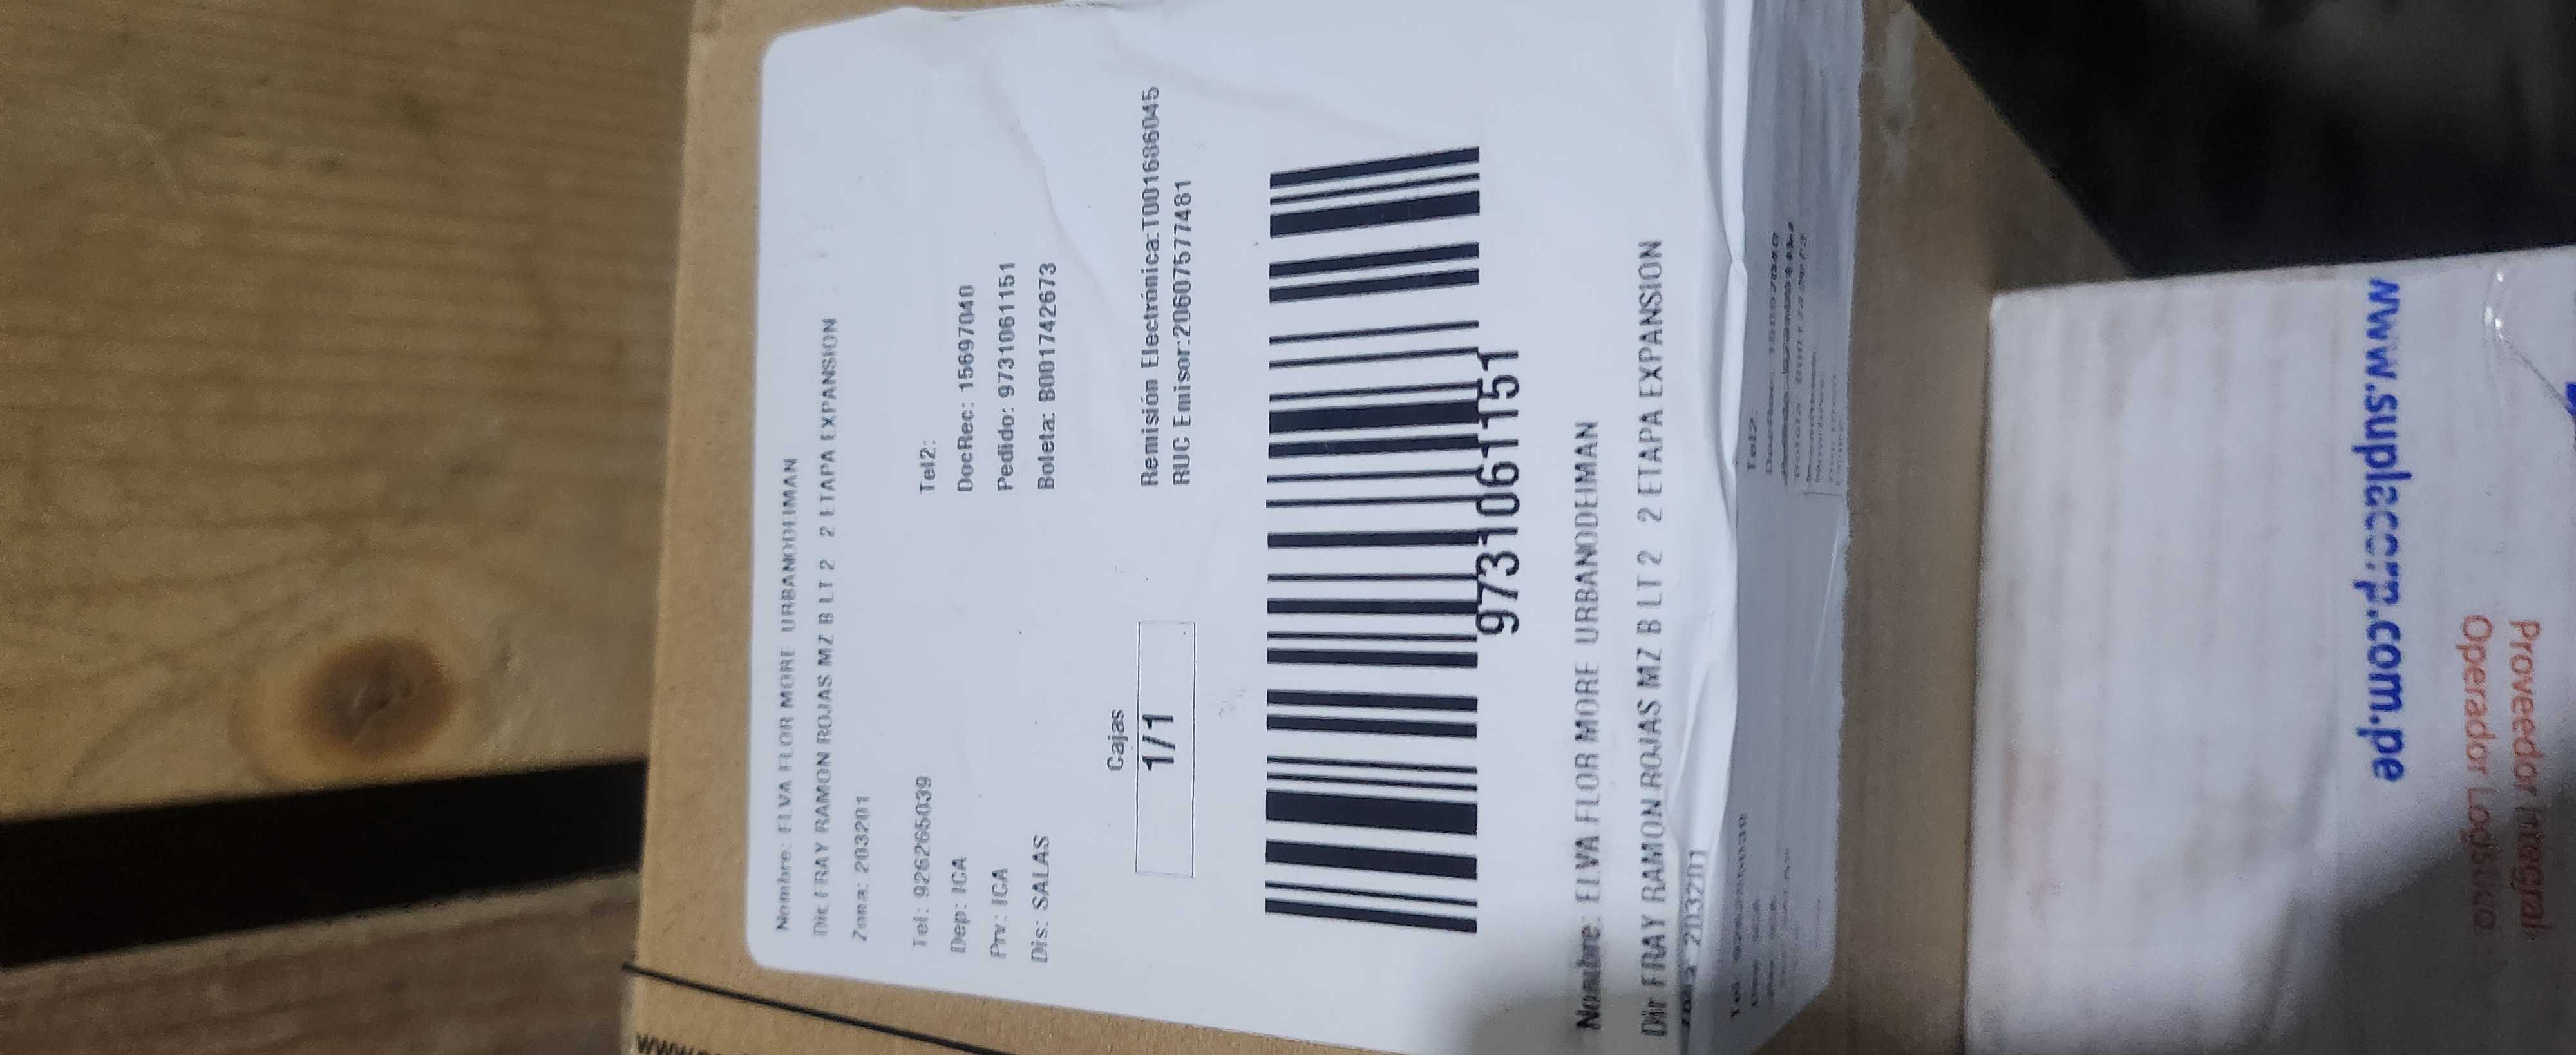 Nombre: ELVA FLOR MORE URBANODEIMAN
Dir: FRAY RAMON ROJAS MZ B LT 2 2 ETAPA EXPANSION
Zona: 203201
Tel: 926265039 Tel2:
Dep: ICA DocRec: 15697040
Prv: ICA Pedido: 9731061151
Dis: SALAS Boleta: B001742673
Cajas
1/1
Remisión Electrónica:T001686045
RUC Emisor:20607577481
9731061151
Nombre: ELVA FLOR MORE URBANODEIMAN
Dir FRAY RAMON ROJAS MZ B LT 2 2 ETAPA EXPANSION
203201
Tel2:
www.suplacorp.com.pe
Operador Logístico
Proveedor Integral